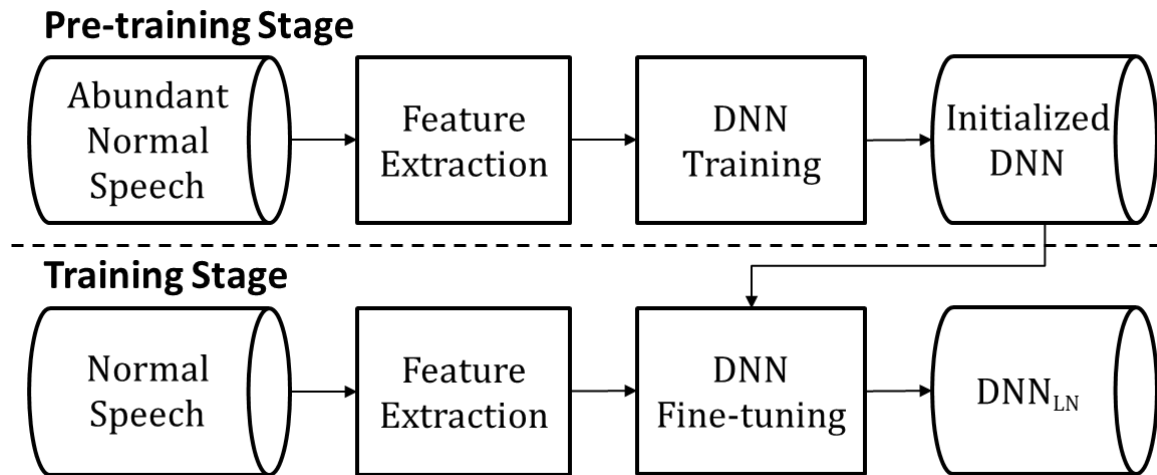 Pre-training Stage
Abundant
Normal
Speech
Feature
Extraction
DNN
Training
Initialized
DNN
Training Stage
Normal
Speech
Feature
Extraction
DNN
Fine-tuning
DNN_LN